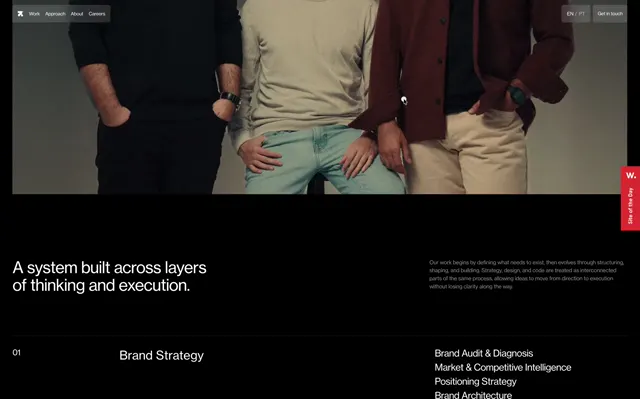 Work Approach About Careers
EN / PT
Get in touch
W.
Site of the Day
A system built across layers
of thinking and execution.
Our work begins by defining what needs to exist, then evolves through structuring,
shaping, and building. Strategy, design, and code are treated as interconnected
parts of the same process, allowing ideas to move from direction to execution
without losing clarity along the way.
01
Brand Strategy
Brand Audit & Diagnosis
Market & Competitive Intelligence
Positioning Strategy
Brand Architecture